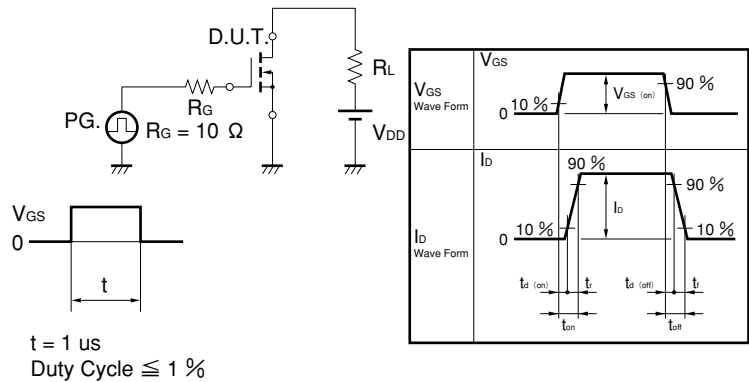 D.U.T.
RL
RG
PG.
RG = 10 Ω
VDD
VGS
0
t
t = 1 us
Duty Cycle ≦ 1 %
VGS
Wave Form
VGS
90 %
VGS (on)
10 %
0
ID
Wave Form
ID
90 %
90 %
ID
0
10 %
10 %
td (on)
tr
td (off)
tf
ton
toff